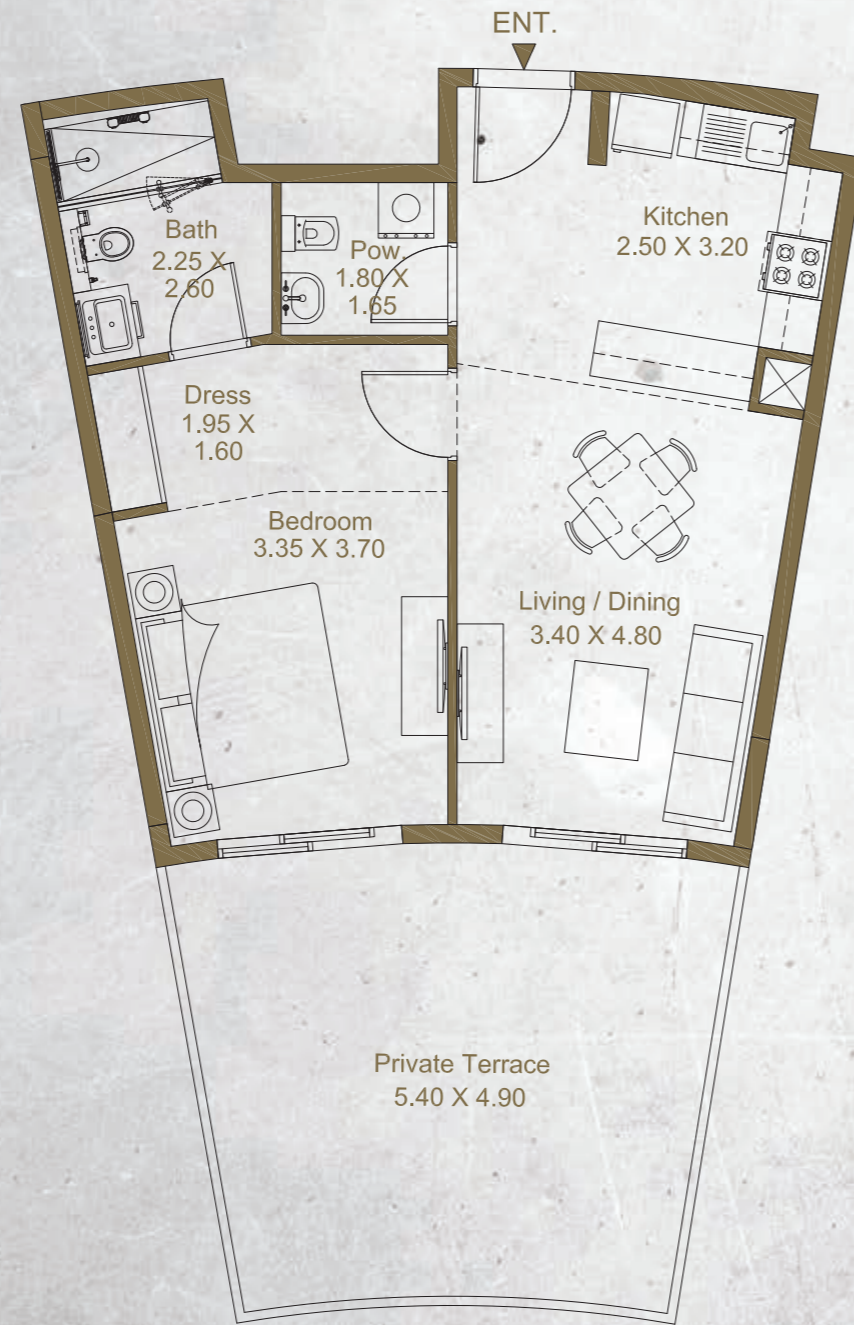 ENT.
Kitchen
2.50 X 3.20
Bath
2.25 X
2.60
Pow.
1.80 X
1.65
Dress
1.95 X
1.60
Bedroom
3.35 X 3.70
Living / Dining
3.40 X 4.80
Private Terrace
5.40 X 4.90